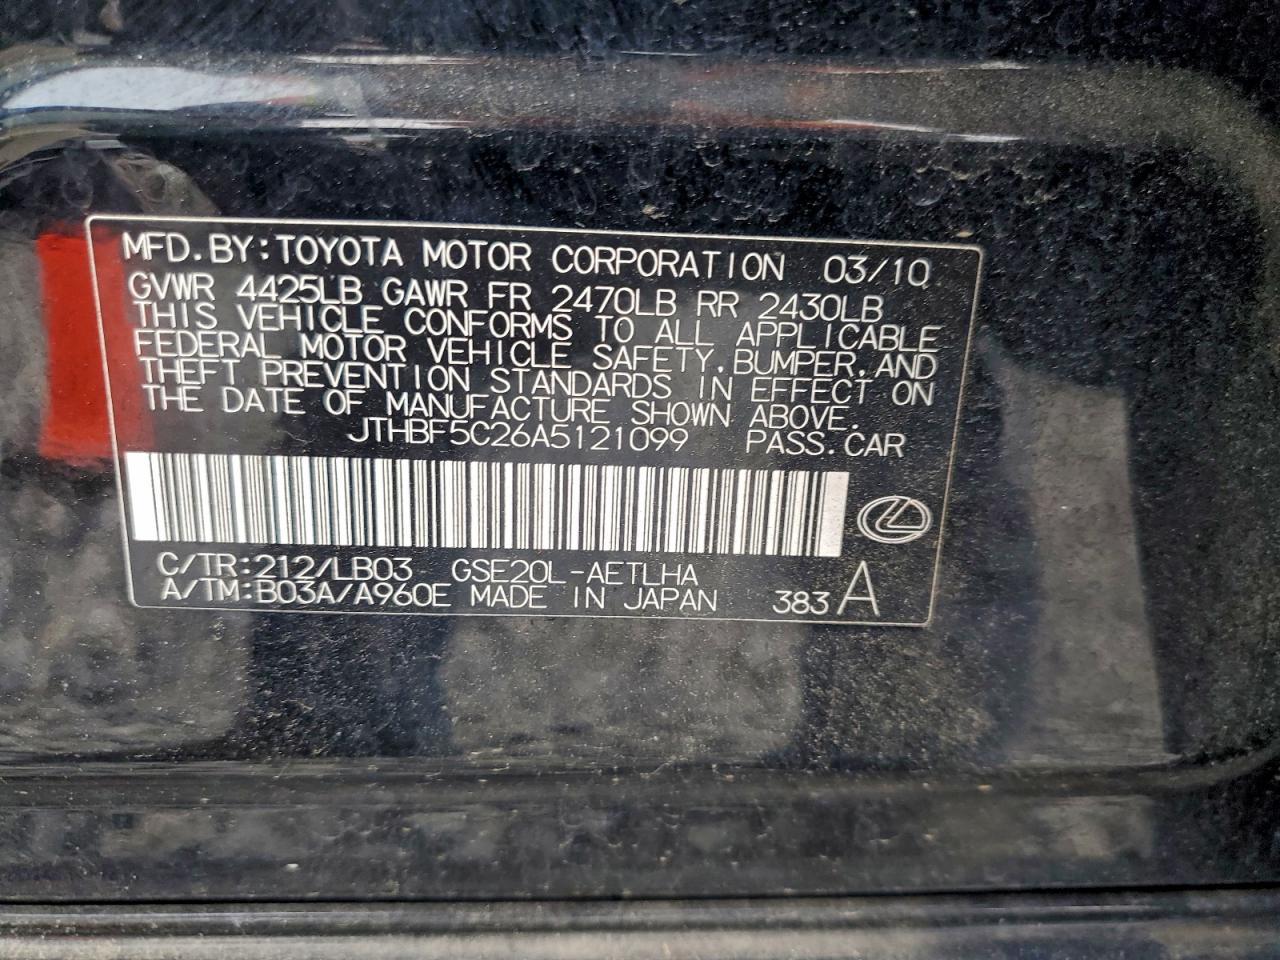 MFD.BY:TOYOTA MOTOR CORPORATION 03/10
GVWR 4425LB GAWR FR 2470LB RR 2430LB
THIS VEHICLE CONFORMS TO ALL APPLICABLE
FEDERAL MOTOR VEHICLE SAFETY,BUMPER,AND
THEFT PREVENTION STANDARDS IN EFFECT ON
THE DATE OF MANUFACTURE SHOWN ABOVE.
JTHBF5C26A5121099 PASS.CAR
C/TR:212/LB03 GSE20L-AETLHA
A/TM:B03A/A960E MADE IN JAPAN 383 A